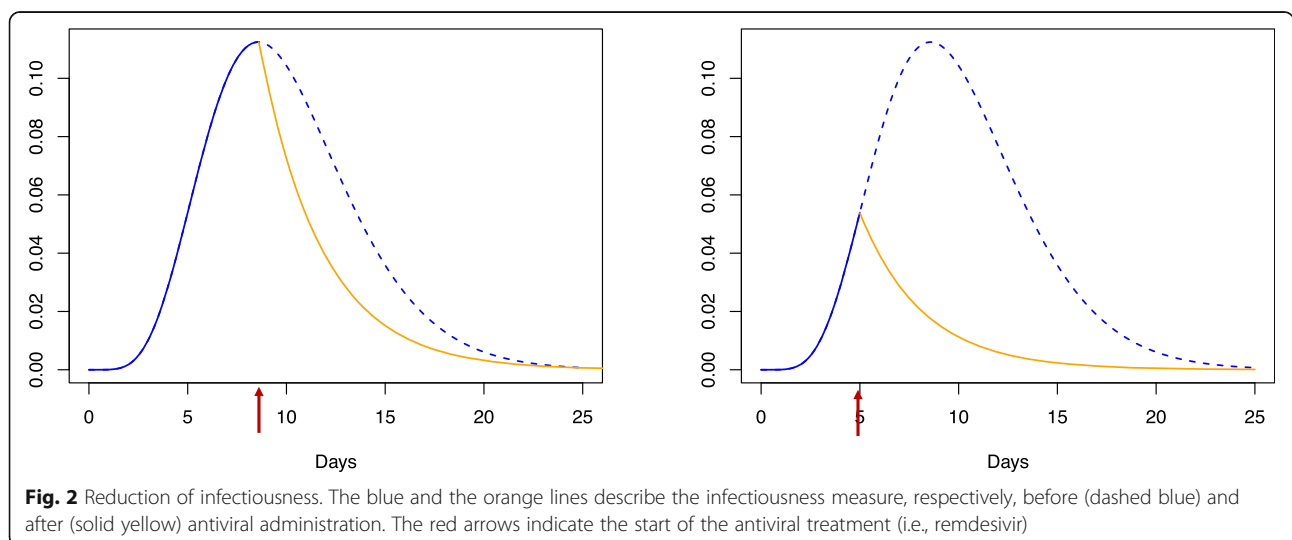 0.10
0.08
0.06
0.04
0.02
0.00
0 5 10 15 20 25
Days
0.10
0.08
0.06
0.04
0.02
0.00
0 5 10 15 20 25
Days
Fig. 2 Reduction of infectiousness. The blue and the orange lines describe the infectiousness measure, respectively, before (dashed blue) and
after (solid yellow) antiviral administration. The red arrows indicate the start of the antiviral treatment (i.e., remdesivir)